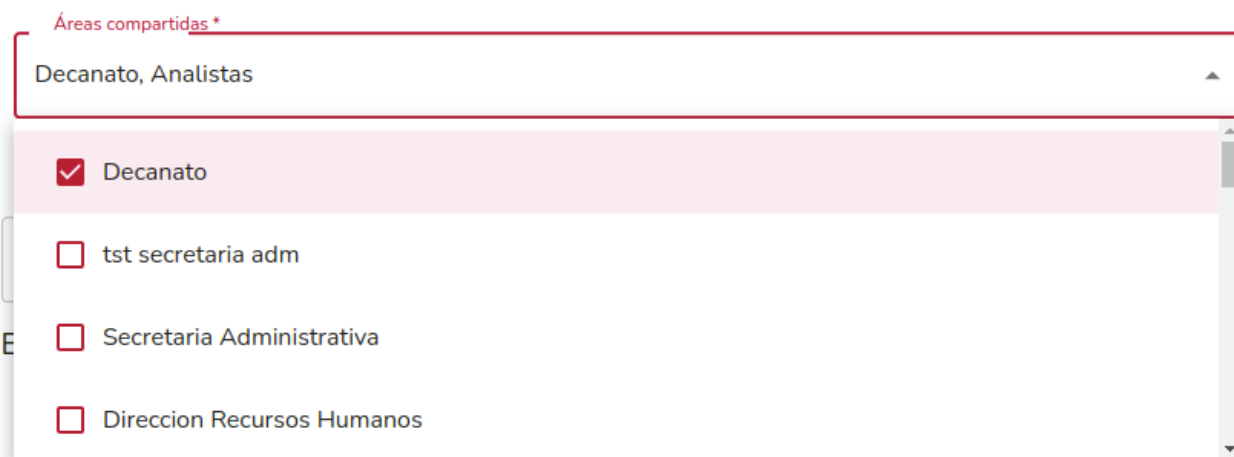 Áreas compartidas *
Decanato, Analistas
Decanato
tst secretaria adm
Secretaria Administrativa
Direccion Recursos Humanos